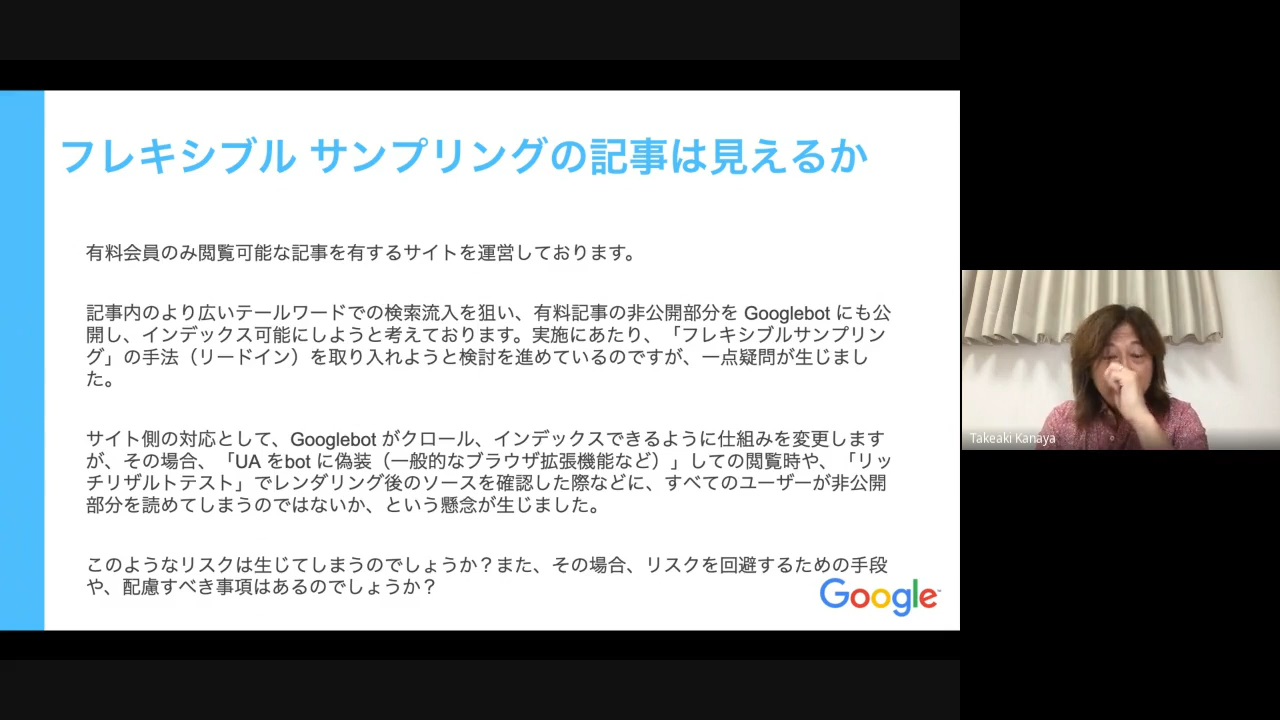 フレキシブル サンプリングの記事は見えるか
有料会員のみ閲覧可能な記事を有するサイトを運営しております。
記事内のより広いテールワードでの検索流入を狙い、有料記事の非公開部分を Googlebot にも公
開し、インデックス可能にしようと考えております。実施にあたり、「フレキシブルサンプリン
グ」の手法（リードイン）を取り入れようと検討を進めているのですが、一点疑問が生じまし
た。
サイト側の対応として、Googlebot がクロール、インデックスできるように仕組みを変更します
が、その場合、「UA をbot に偽装（一般的なブラウザ拡張機能など）」しての閲覧時や、「リッ
チリザルトテスト」でレンダリング後のソースを確認した際などに、すべてのユーザーが非公開
部分を読めてしまうのではないか、という懸念が生じました。
このようなリスクは生じてしまうのでしょうか？また、その場合、リスクを回避するための手段
や、配慮すべき事項はあるのでしょうか？
Google
Takeaki Kanaya